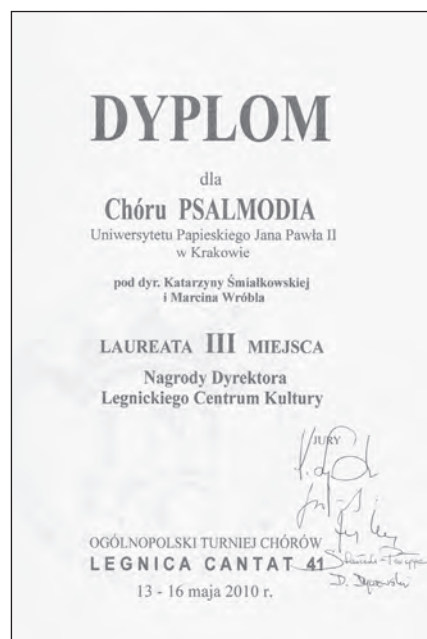 DYPLOM
dla
Chóru PSALMODIA
Uniwersytetu Papieskiego Jana Pawła II
w Krakowie
pod dyr. Katarzyny Śmiałkowskiej
i Marcina Wróbla
LAUREATA III MIEJSCA
Nagrody Dyrektora
Legnickiego Centrum Kultury
JURY
OGÓLNOPOLSKI TURNIEJ CHÓRÓW
LEGNICA CANTAT 41
13 - 16 maja 2010 r.